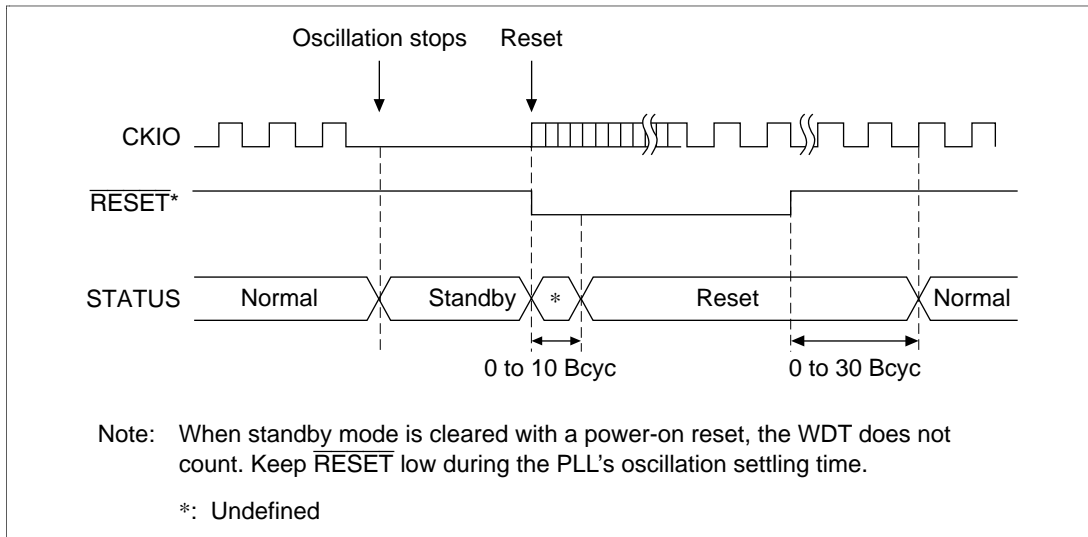 Oscillation stops Reset
CKIO
RESET*
STATUS Normal Standby * Reset Normal
0 to 10 Bcyc 0 to 30 Bcyc
Note: When standby mode is cleared with a power-on reset, the WDT does not
count. Keep RESET low during the PLL's oscillation settling time.
*: Undefined